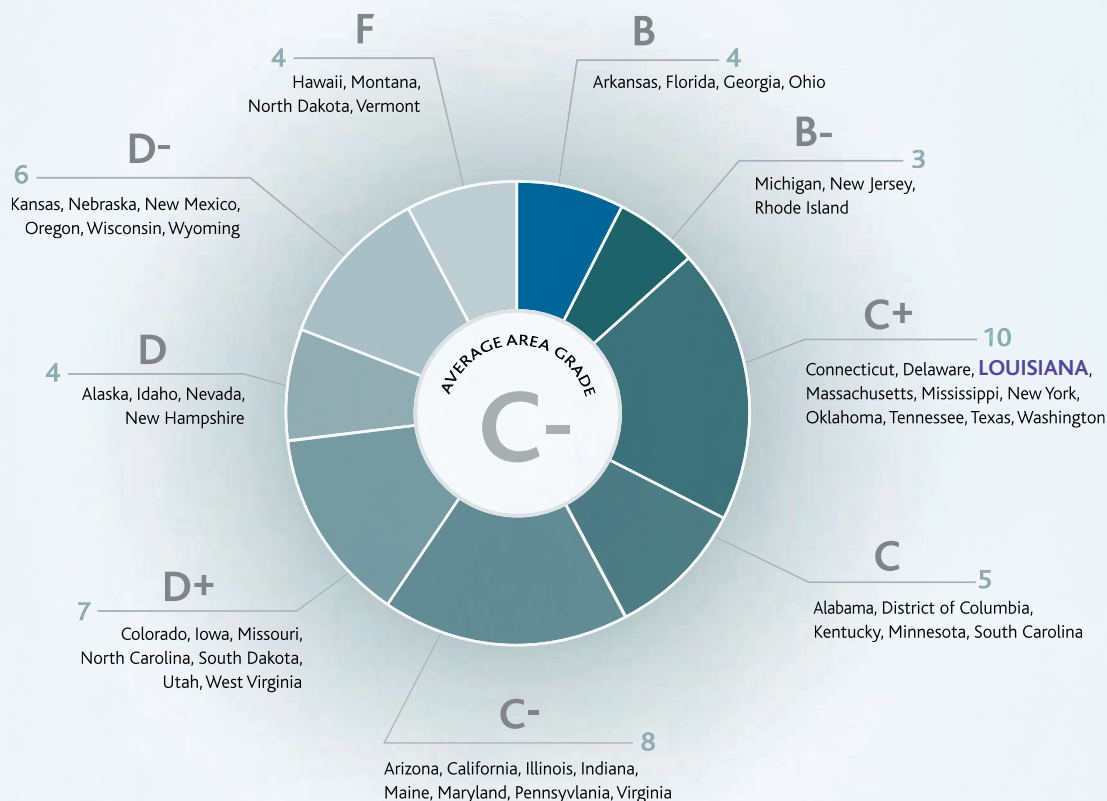 F
4
Hawaii, Montana,
North Dakota, Vermont
B
4
Arkansas, Florida, Georgia, Ohio
B-
3
Michigan, New Jersey,
Rhode Island
C+
10
Connecticut, Delaware, LOUISIANA,
Massachusetts, Mississippi, New York,
Oklahoma, Tennessee, Texas, Washington
C
5
Alabama, District of Columbia,
Kentucky, Minnesota, South Carolina
C-
8
Arizona, California, Illinois, Indiana,
Maine, Maryland, Pennsyvlania, Virginia
D+
7
Colorado, Iowa, Missouri,
North Carolina, South Dakota,
Utah, West Virginia
D
4
Alaska, Idaho, Nevada,
New Hampshire
D-
6
Kansas, Nebraska, New Mexico,
Oregon, Wisconsin, Wyoming
AVERAGE AREA GRADE
C-